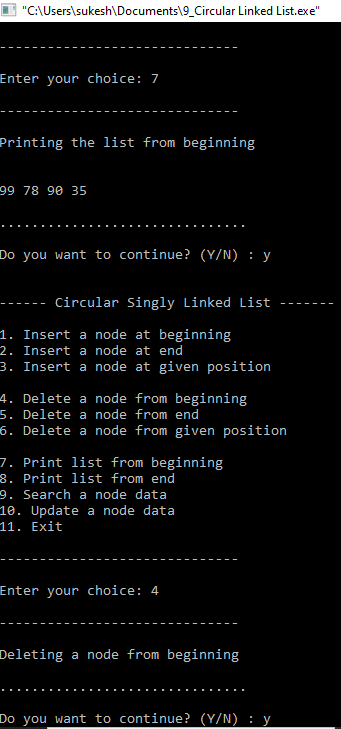 "C:\Users\sukesh\Documents\9_Circular Linked List.exe"
------------------------------
Enter your choice: 7
------------------------------
Printing the list from beginning
99 78 90 35
...............................
Do you want to continue? (Y/N) : y
------ Circular Singly Linked List -------
1. Insert a node at beginning
2. Insert a node at end
3. Insert a node at given position
4. Delete a node from beginning
5. Delete a node from end
6. Delete a node from given position
7. Print list from beginning
8. Print list from end
9. Search a node data
10. Update a node data
11. Exit
------------------------------
Enter your choice: 4
------------------------------
Deleting a node from beginning
...............................
Do you want to continue? (Y/N) : y